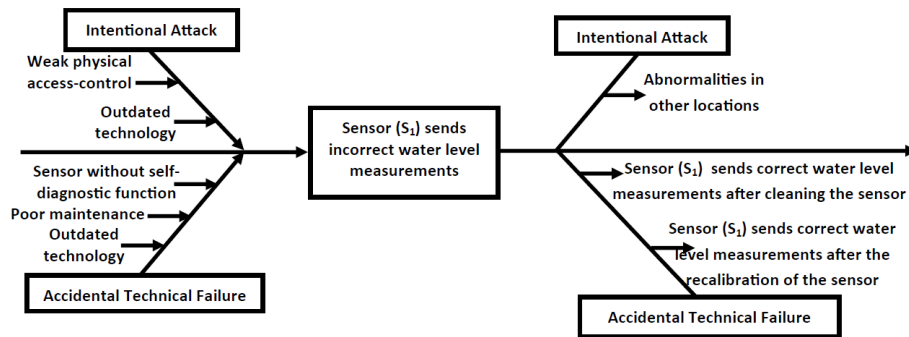 Intentional Attack
Weak physical
access-control
Outdated
technology
Sensor without self-
diagnostic function
Poor maintenance
Outdated
technology
Accidental Technical Failure
Sensor (S₁) sends
incorrect water level
measurements
Intentional Attack
Abnormalities in
other locations
Sensor (S₁) sends correct water level
measurements after cleaning the sensor
Sensor (S₁) sends correct water
level measurements after the
recalibration of the sensor
Accidental Technical Failure